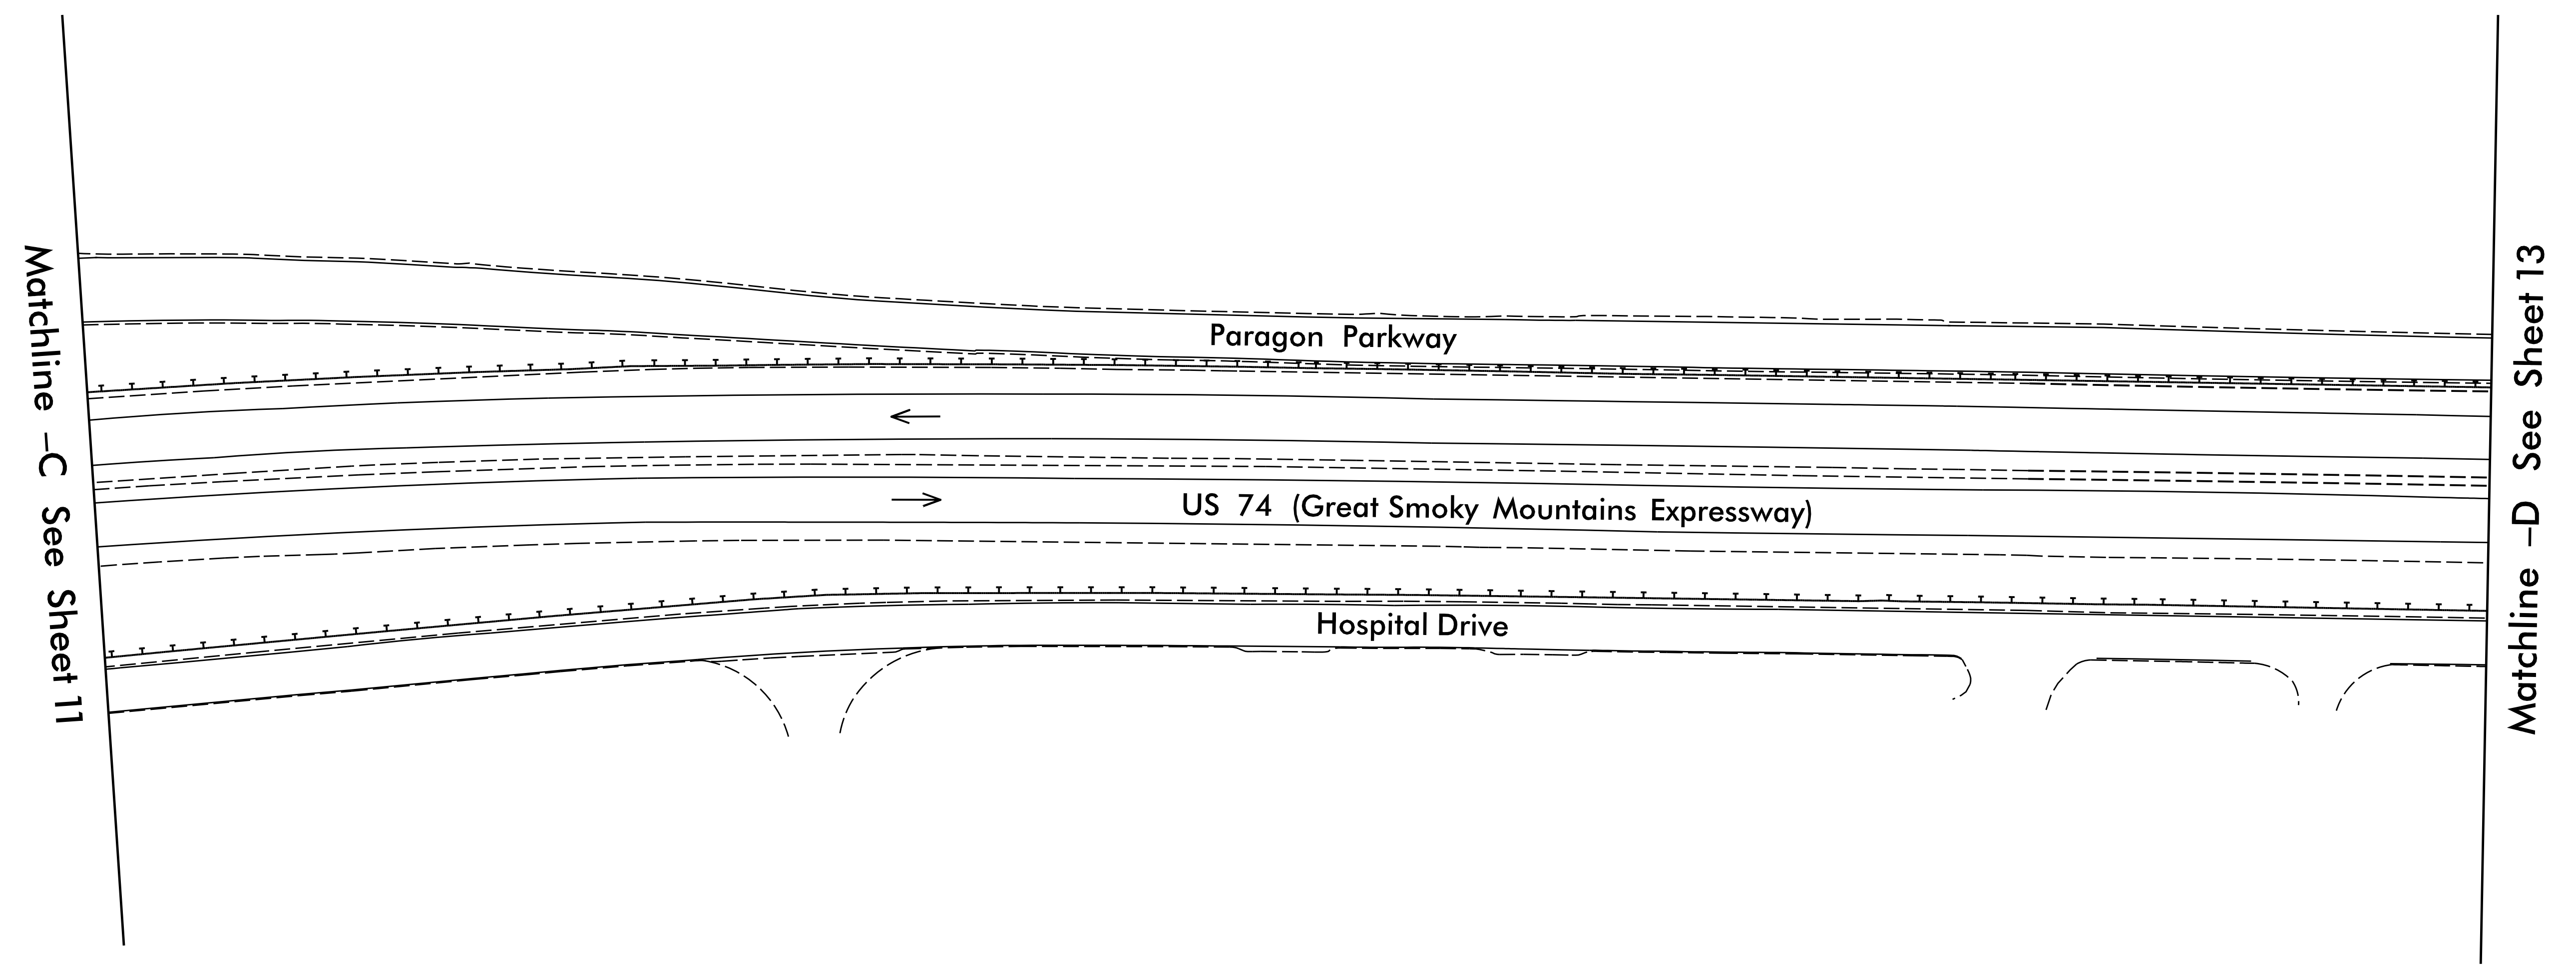 Matchline –C See Sheet 11
Paragon Parkway
US 74 (Great Smoky Mountains Expressway)
Hospital Drive
Matchline –D See Sheet 13